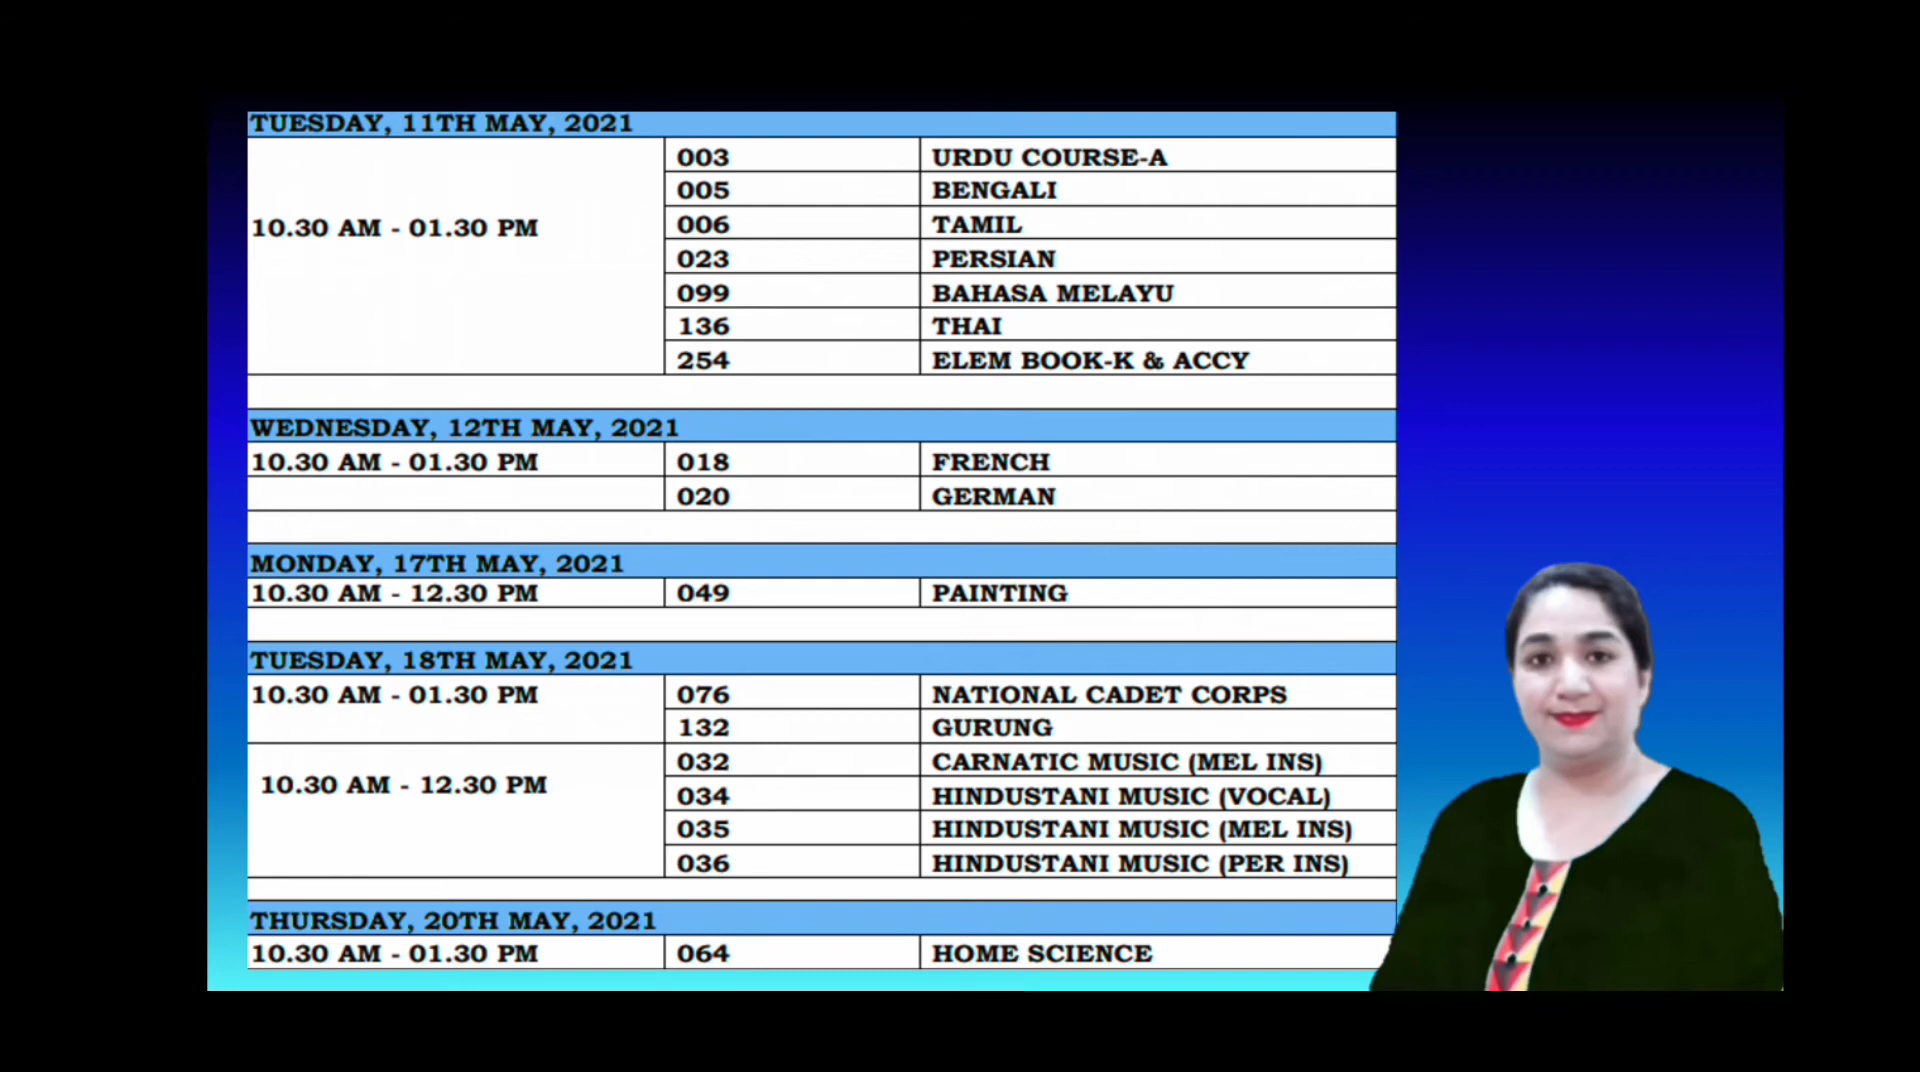 TUESDAY, 11TH MAY, 2021
003 URDU COURSE-A
005 BENGALI
10.30 AM - 01.30 PM 006 TAMIL
023 PERSIAN
099 BAHASA MELAYU
136 THAI
254 ELEM BOOK-K & ACCY
WEDNESDAY, 12TH MAY, 2021
10.30 AM - 01.30 PM 018 FRENCH
020 GERMAN
MONDAY, 17TH MAY, 2021
10.30 AM - 12.30 PM 049 PAINTING
TUESDAY, 18TH MAY, 2021
10.30 AM - 01.30 PM 076 NATIONAL CADET CORPS
132 GURUNG
032 CARNATIC MUSIC (MEL INS)
10.30 AM - 12.30 PM 034 HINDUSTANI MUSIC (VOCAL)
035 HINDUSTANI MUSIC (MEL INS)
036 HINDUSTANI MUSIC (PER INS)
THURSDAY, 20TH MAY, 2021
10.30 AM - 01.30 PM 064 HOME SCIENCE